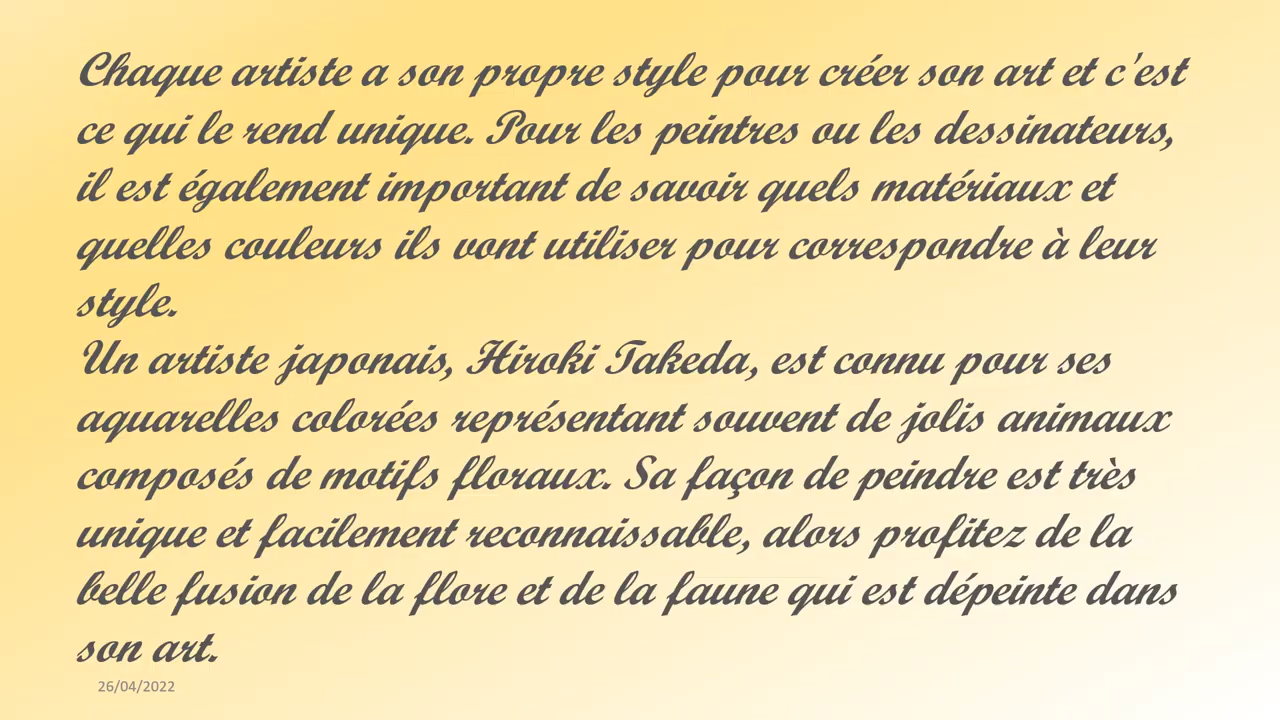 Chaque artiste a son propre style pour créer son art et c'est
ce qui le rend unique. Pour les peintres ou les dessinateurs,
il est également important de savoir quels matériaux et
quelles couleurs ils vont utiliser pour correspondre à leur
style.
Un artiste japonais, Hiroki Takeda, est connu pour ses
aquarelles colorées représentant souvent de jolis animaux
composés de motifs floraux. Sa façon de peindre est très
unique et facilement reconnaissable, alors profitez de la
belle fusion de la flore et de la faune qui est dépeinte dans
son art.
26/04/2022